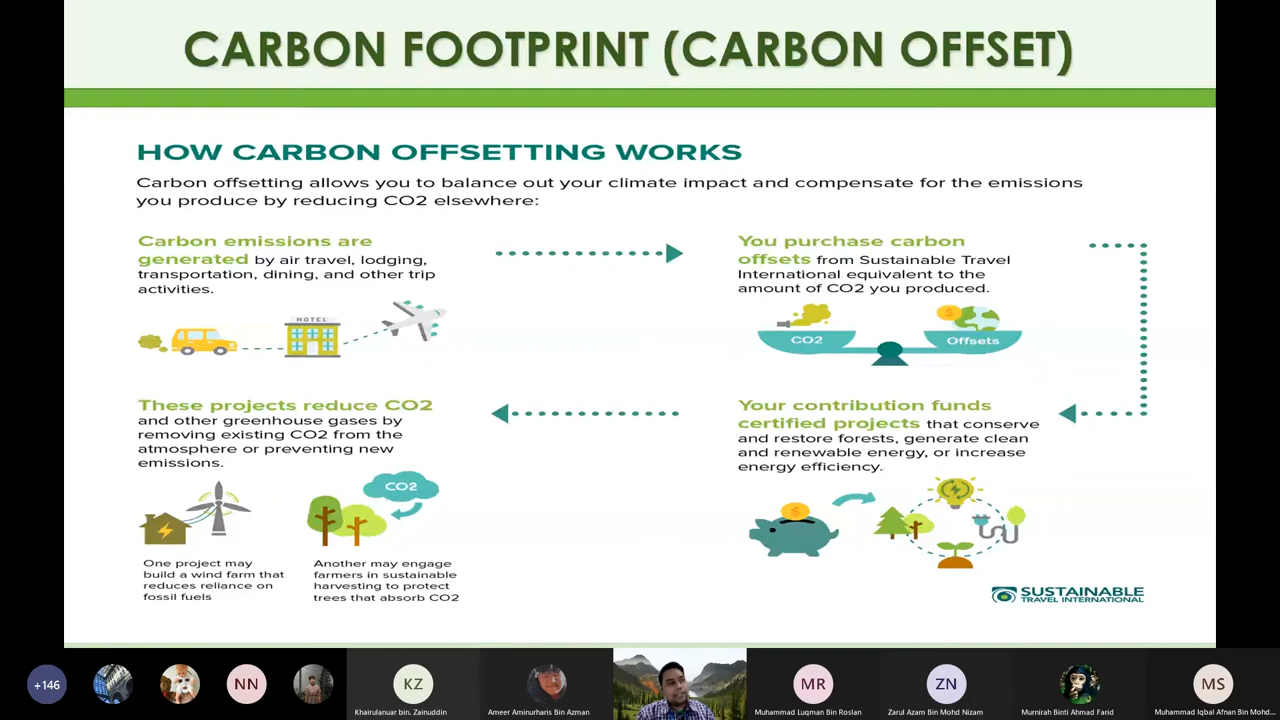 CARBON FOOTPRINT (CARBON OFFSET)
HOW CARBON OFFSETTING WORKS
Carbon offsetting allows you to balance out your climate impact and compensate for the emissions
you produce by reducing CO2 elsewhere:
Carbon emissions are
generated by air travel, lodging,
transportation, dining, and other trip
activities.
HOTEL
You purchase carbon
offsets from Sustainable Travel
International equivalent to the
amount of CO2 you produced.
$
CO2
Offsets
Your contribution funds
certified projects that conserve
and restore forests, generate clean
and renewable energy, or increase
energy efficiency.
$
These projects reduce CO2
and other greenhouse gases by
removing existing CO2 from the
atmosphere or preventing new
emissions.
CO2
One project may
build a wind farm that
reduces reliance on
fossil fuels
Another may engage
farmers in sustainable
harvesting to protect
trees that absorb CO2
SUSTAINABLE
TRAVEL INTERNATIONAL
+146
NN
KZ
Khairulanuar bin. Zainuddin
Ameer Aminurharis Bin Azman
MR
Muhammad Luqman Bin Roslan
ZN
Zarul Azam Bin Mohd Nizam
Murnirah Binti Ahmad Farid
MS
Muhammad Iqbal Afnan Bin Mohd...